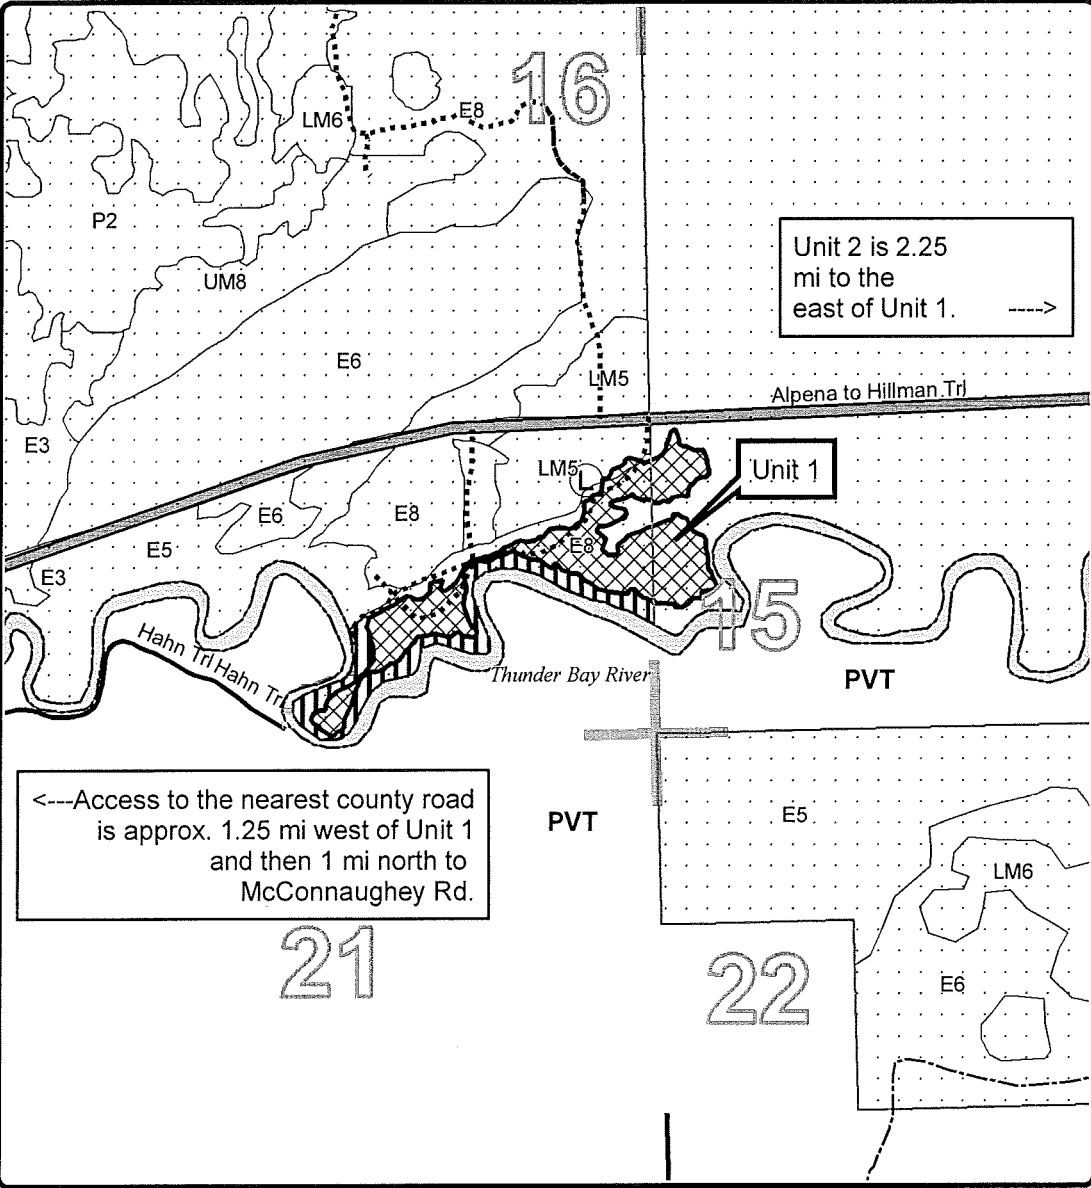 16
LM6
E8
P2
UM8
Unit 2 is 2.25
mi to the
east of Unit 1. ---->
E6
LM5
Alpena to Hillman Trl
E3
LM5
L
Unit 1
E6
E8
E5
E8
E3
15
Hahn Trl Hahn Trl
Thunder Bay River
PVT
<---Access to the nearest county road
is approx. 1.25 mi west of Unit 1
and then 1 mi north to
McConnaughey Rd.
PVT
E5
LM6
21
22
E6